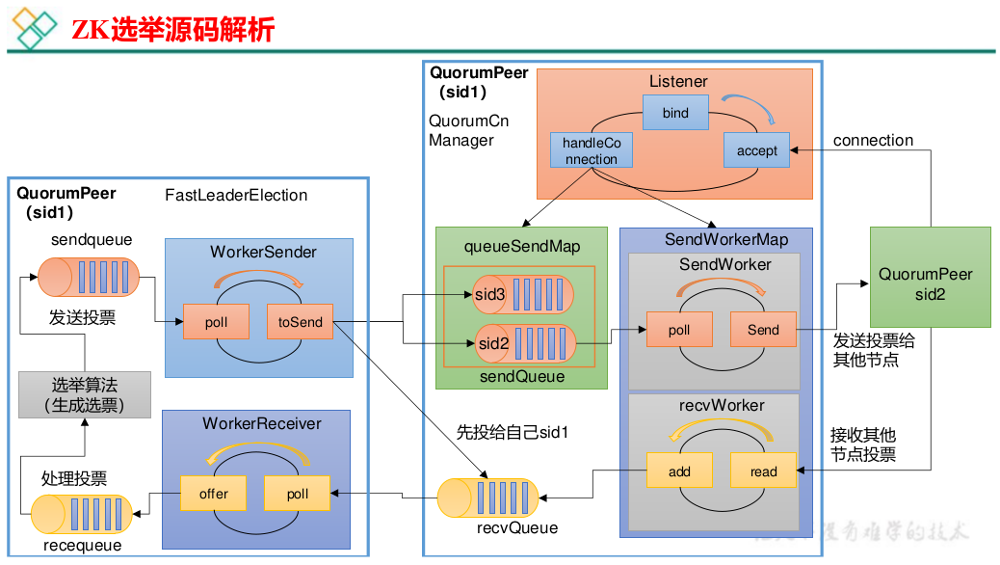 ZK选举源码解析
QuorumPeer
（sid1）
FastLeaderElection
sendqueue
发送投票
选举算法
（生成选票）
处理投票
recequeue
WorkerSender
poll
toSend
WorkerReceiver
offer
poll
QuorumPeer
（sid1）
QuorumCn
Manager
Listener
bind
handleCo
nnection
accept
connection
queueSendMap
sid3
sid2
sendQueue
SendWorkerMap
SendWorker
poll
Send
QuorumPeer
sid2
发送投票给
其他节点
先投给自己sid1
recvQueue
recvWorker
add
read
接收其他
节点投票
没有难学的技术